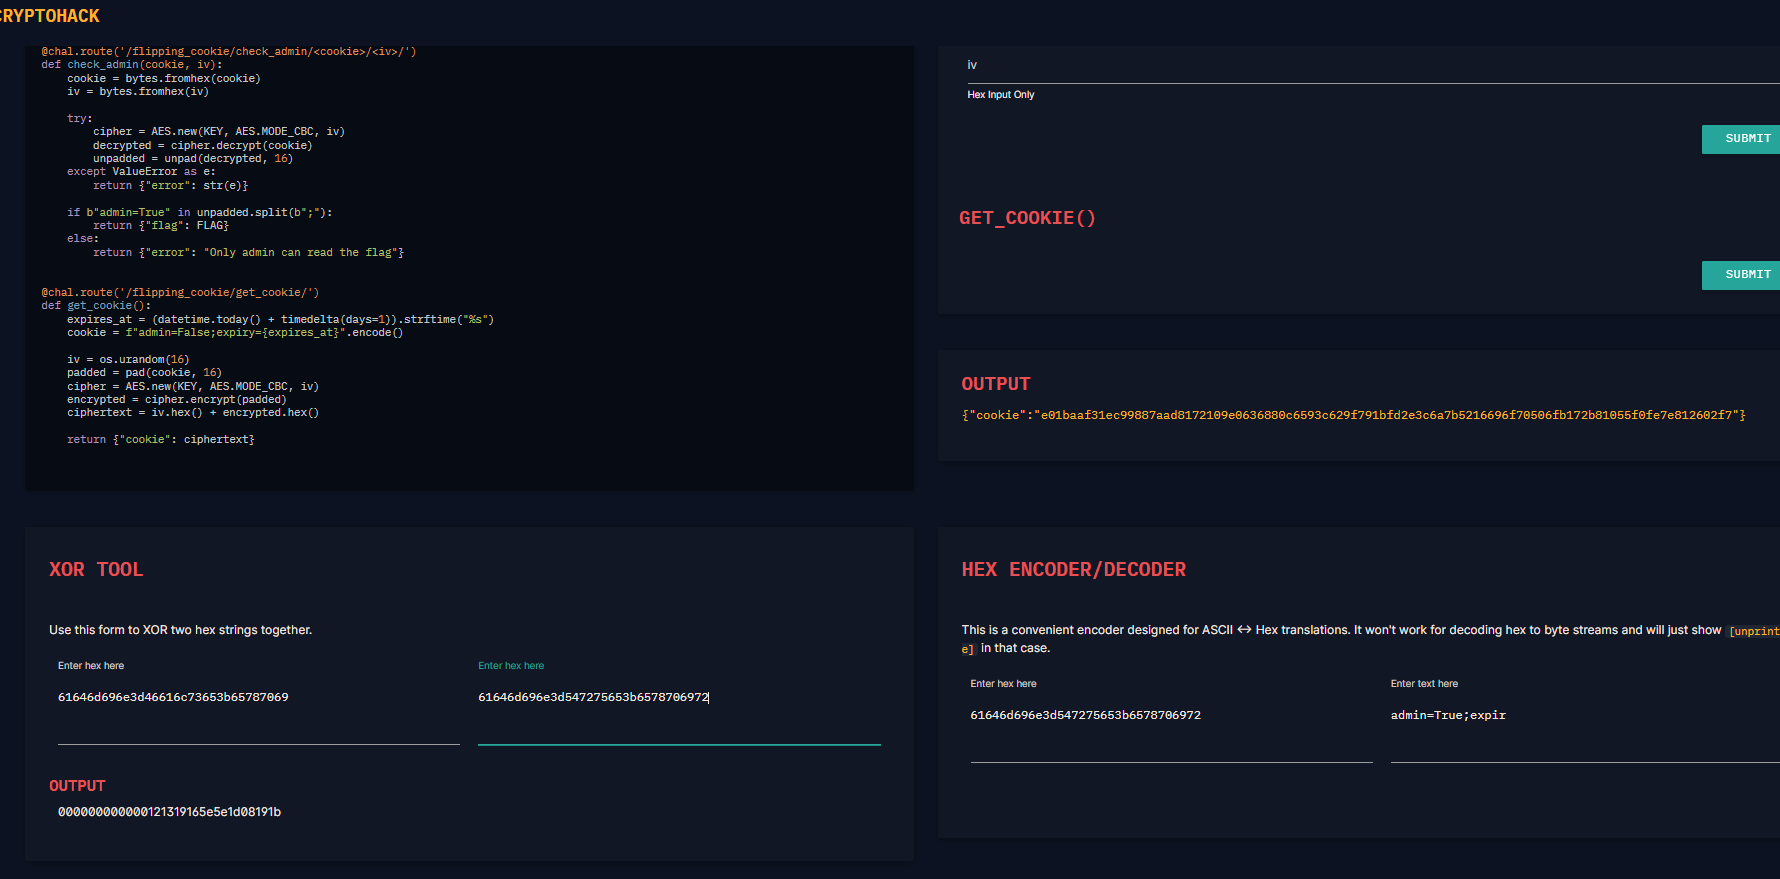 CRYPTOHACK
@chal.route('/flipping_cookie/check_admin/<cookie>/<iv>/')
def check_admin(cookie, iv):
    cookie = bytes.fromhex(cookie)
    iv = bytes.fromhex(iv)
    try:
        cipher = AES.new(KEY, AES.MODE_CBC, iv)
        decrypted = cipher.decrypt(cookie)
        unpadded = unpad(decrypted, 16)
    except ValueError as e:
        return {"error": str(e)}
    if b"admin=True" in unpadded.split(b";"):
        return {"flag": FLAG}
    else:
        return {"error": "Only admin can read the flag"}
@chal.route('/flipping_cookie/get_cookie/')
def get_cookie():
    expires_at = (datetime.today() + timedelta(days=1)).strftime("%s")
    cookie = f"admin=False;expiry={expires_at}".encode()
    iv = os.urandom(16)
    padded = pad(cookie, 16)
    cipher = AES.new(KEY, AES.MODE_CBC, iv)
    encrypted = cipher.encrypt(padded)
    ciphertext = iv.hex() + encrypted.hex()
    return {"cookie": ciphertext}
iv
Hex Input Only
SUBMIT
GET_COOKIE()
SUBMIT
OUTPUT
{"cookie":"e01baaf31ec99887aad8172109e0636880c6593c629f791bfd2e3c6a7b5216696f70506fb172b81055f0fe7e812602f7"}
XOR TOOL
Use this form to XOR two hex strings together.
Enter hex here
61646d696e3d46616c73653b65787069
Enter hex here
61646d696e3d547275653b6578706972
OUTPUT
000000000000121319165e5e1d08191b
HEX ENCODER/DECODER
This is a convenient encoder designed for ASCII ↔ Hex translations. It won't work for decoding hex to byte streams and will just show [unprint
e] in that case.
Enter hex here
61646d696e3d547275653b6578706972
Enter text here
admin=True;expir